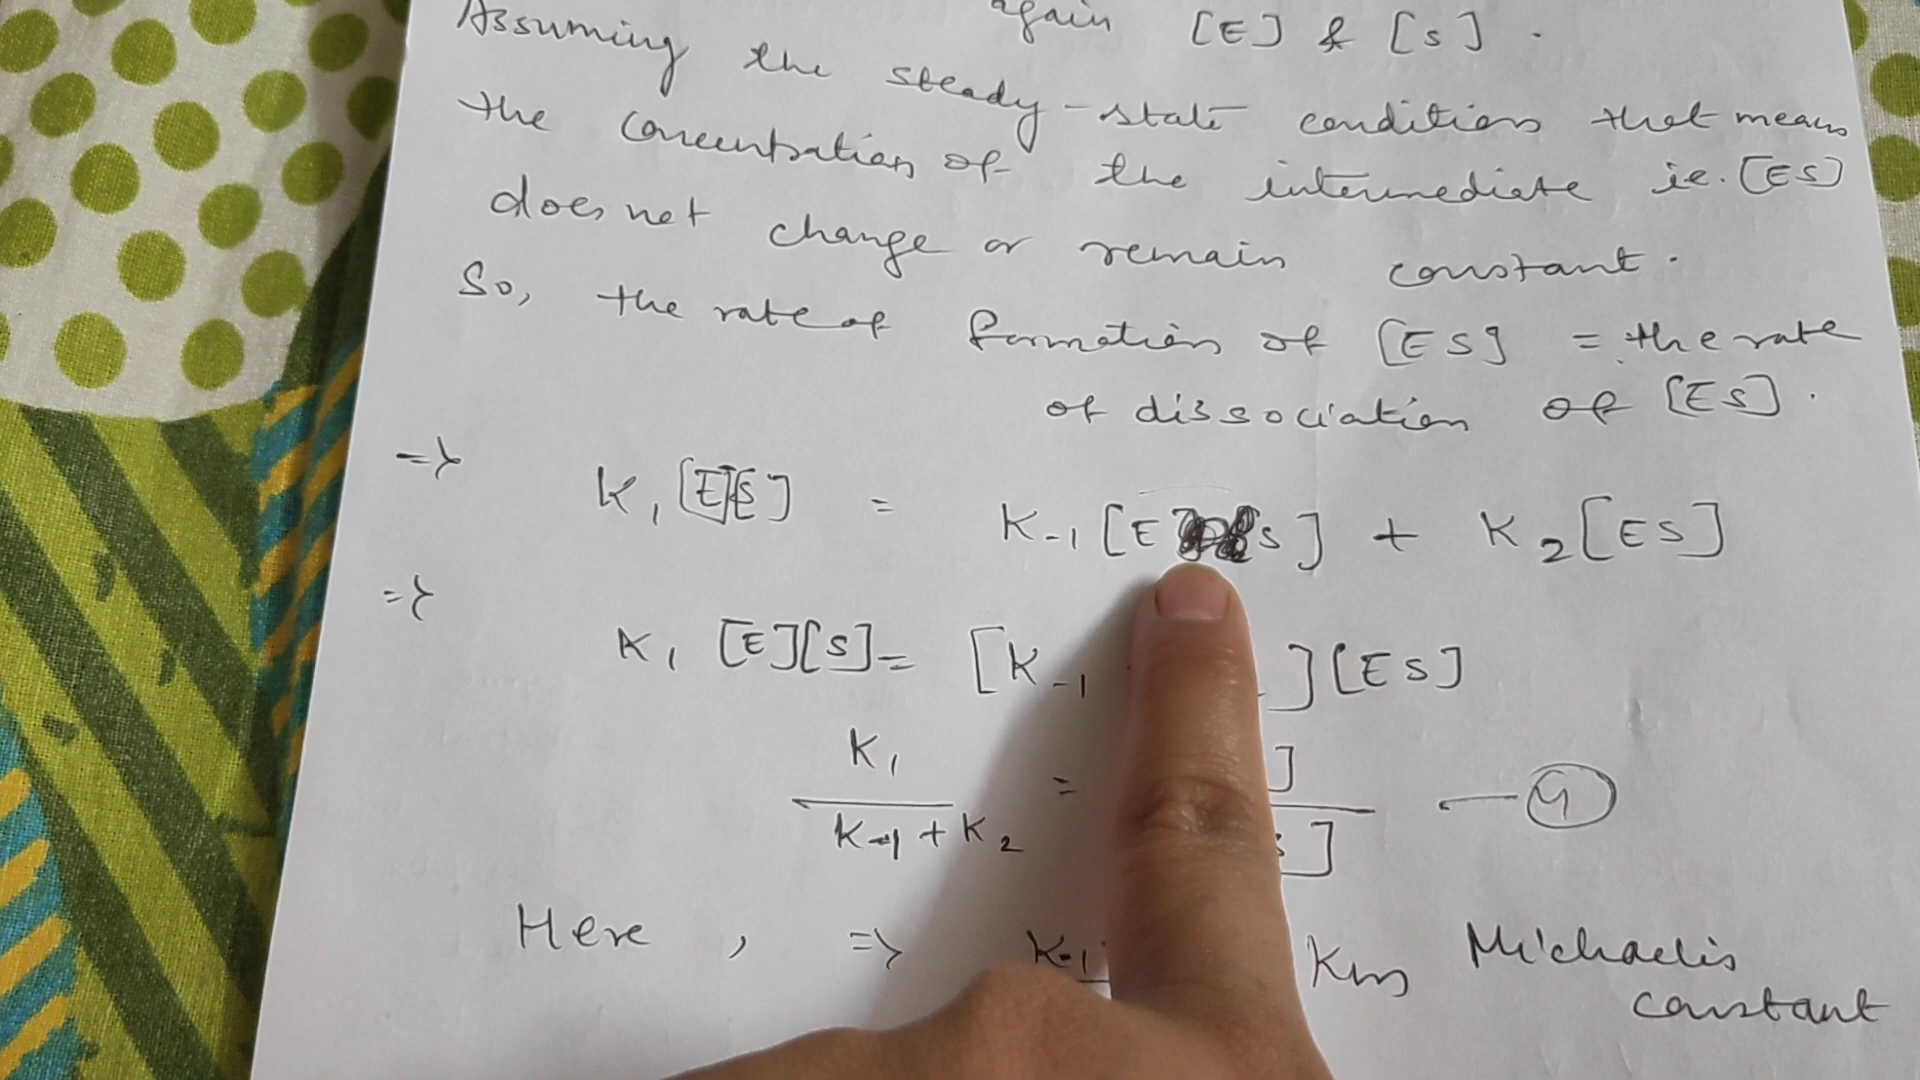 again [E] & [S] .
Assuming the steady-state condition that means
the concentration of the intermediate ie. [ES]
does not change or remain constant.
So, the rate of formation of [ES] = the rate
of dissociation of [ES].
=> K₁ [E][S] = K-1 [E S] + K₂ [ES]
=> K₁ [E][S] = [K-1 ] [ES]
K₁ / K-1 + K₂ = ] / ] — 4
Here, => K-1 Km Michaelis
constant